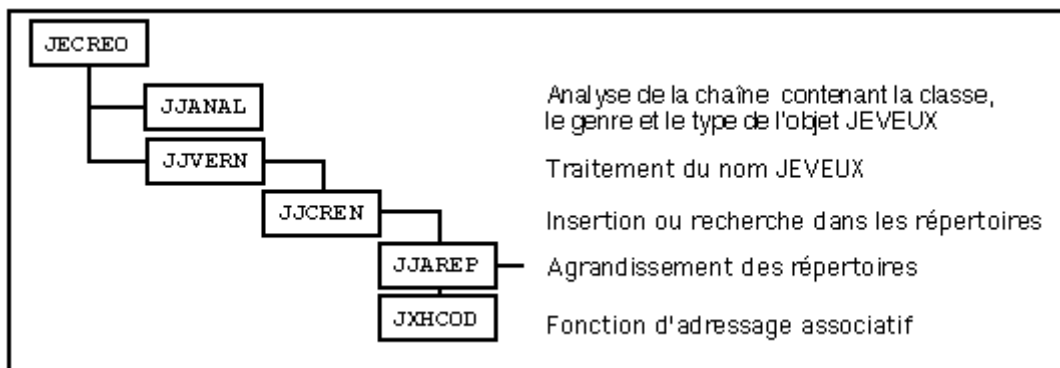 JECREO
JJANAL
Analyse de la chaîne contenant la classe,
le genre et le type de l'objet JEVEUX
JJVERN
Traitement du nom JEVEUX
JJCREN
Insertion ou recherche dans les répertoires
JJAREP
Agrandissement des répertoires
JXHCOD
Fonction d'adressage associatif